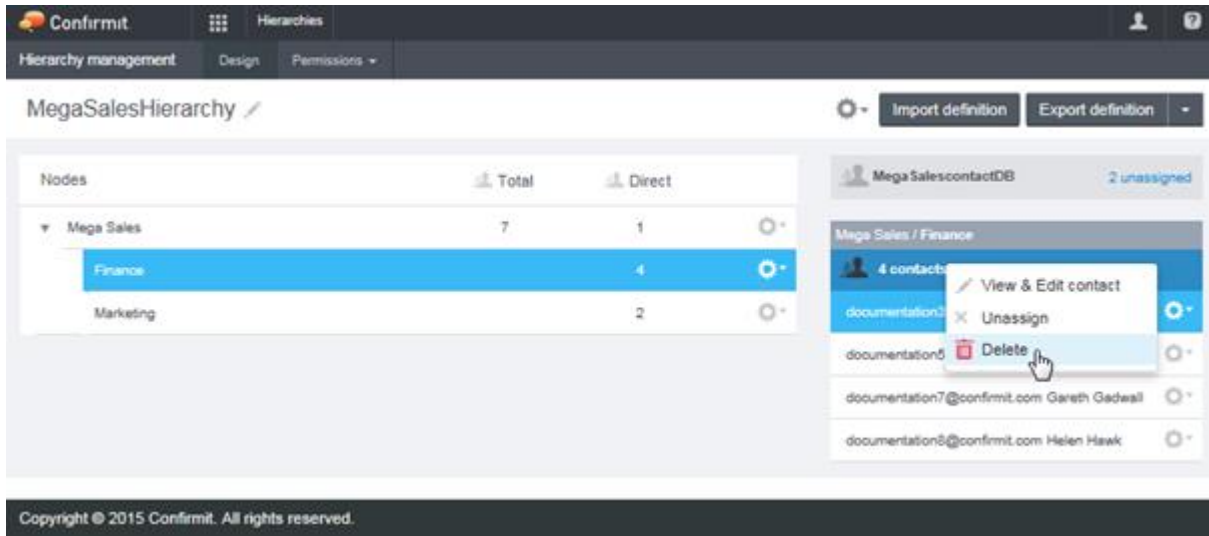 Confirmit Hierarchies
Hierarchy management Design Permissions
MegaSalesHierarchy Import definition Export definition
Nodes Total Direct
MegaSalescontactDB 2 unassigned
Mega Sales 7 1
Mega Sales / Finance
Finance 4
4 contacts
View & Edit contact
Marketing 2
documentation3
Unassign
documentation5
Delete
documentation7@confirmit.com Gareth Gadwall
documentation8@confirmit.com Helen Hawk
Copyright © 2015 Confirmit. All rights reserved.